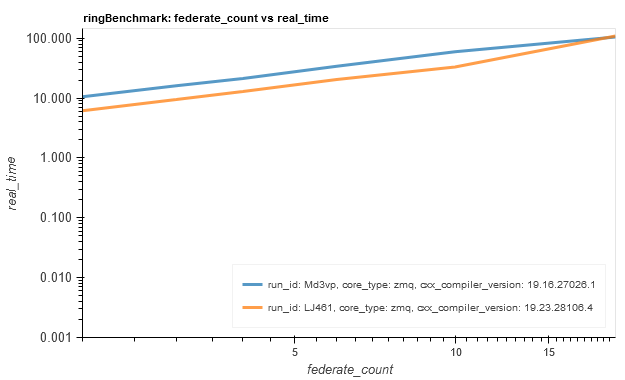 ringBenchmark: federate_count vs real_time
100.000
10.000
1.000
0.100
0.010
0.001
real_time
run_id: Md3vp, core_type: zmq, cxx_compiler_version: 19.16.27026.1
run_id: LJ461, core_type: zmq, cxx_compiler_version: 19.23.28106.4
5
10
15
federate_count